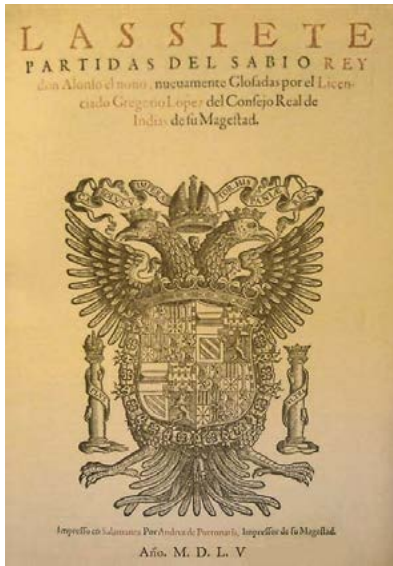 LAS SIETE
PARTIDAS DEL SABIO REY
don Alonso el nono, nueuamente Glosadas por el Licen-
ciado Gregorio Lopez del Consejo Real de
Indias de su Magestad.
Impresso en Salamanca Por Andrea de Portonaris, Impressor de su Magestad.
Año. M. D. L. V